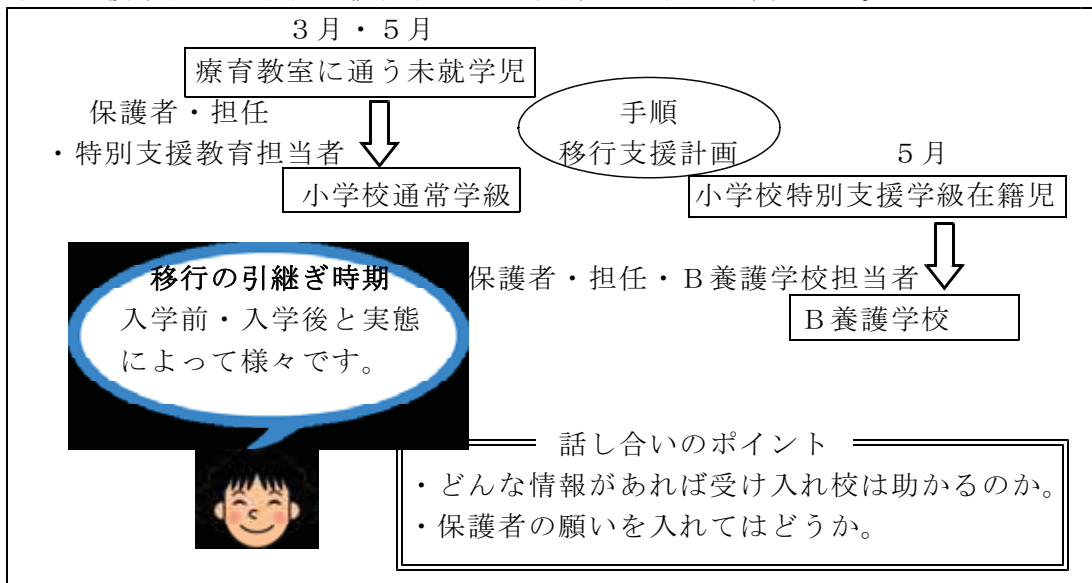 ３月・５月
療育教室に通う未就学児
保護者・担任
・特別支援教育担当者
小学校通常学級
手順
移行支援計画
５月
小学校特別支援学級在籍児
保護者・担任・Ｂ養護学校担当者
Ｂ養護学校
移行の引継ぎ時期
入学前・入学後と実態
によって様々です。
話し合いのポイント
・どんな情報があれば受け入れ校は助かるのか。
・保護者の願いを入れてはどうか。